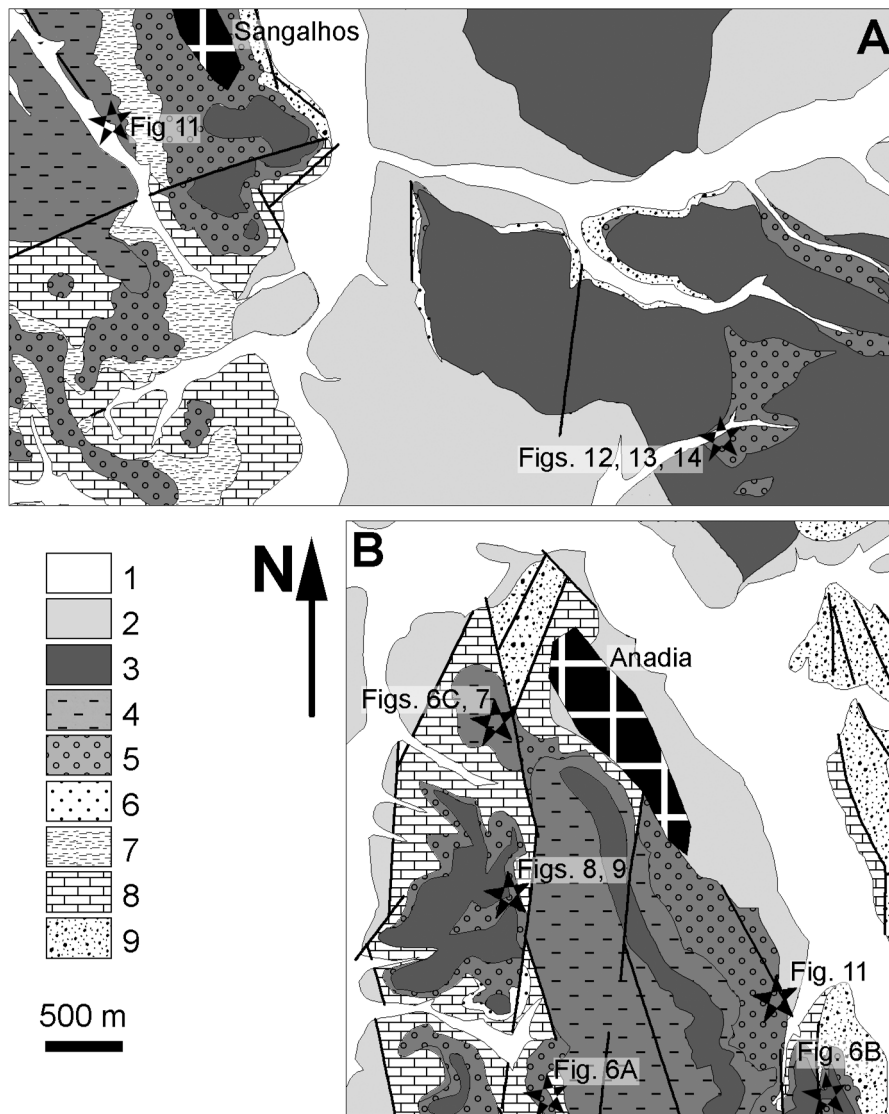 Sangalhos
A
Fig 11
Figs. 12, 13, 14
1
2
3
4
5
6
7
8
9
500 m
N
B
Anadia
Figs. 6C, 7
Figs. 8, 9
Fig. 11
Fig. 6B
Fig. 6A